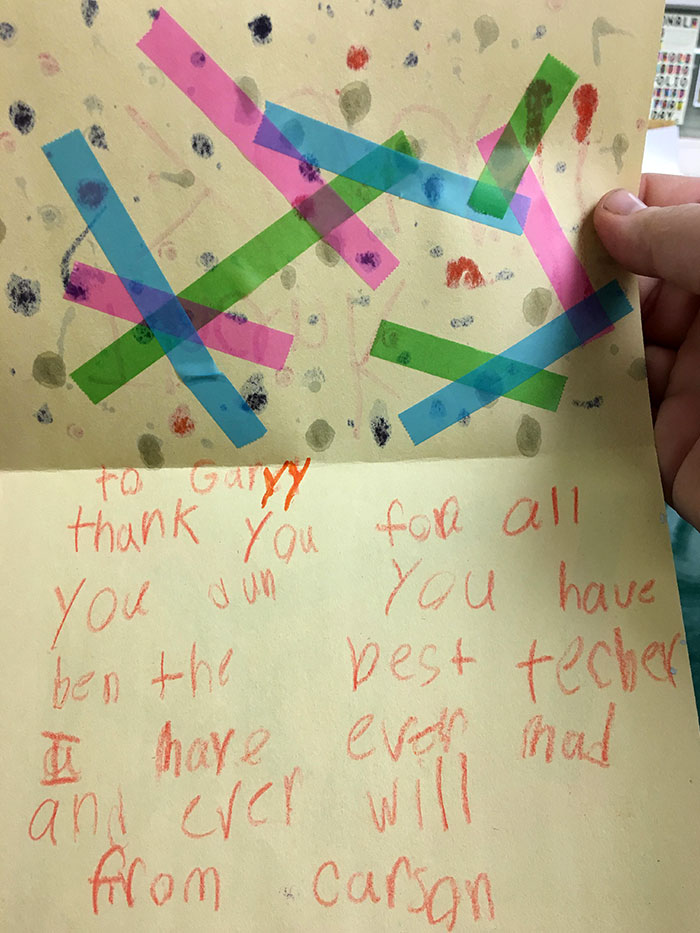 to Garyy
thank you for all
you dun you have
ben the best techer
I have ever mad
and ever will
from carson